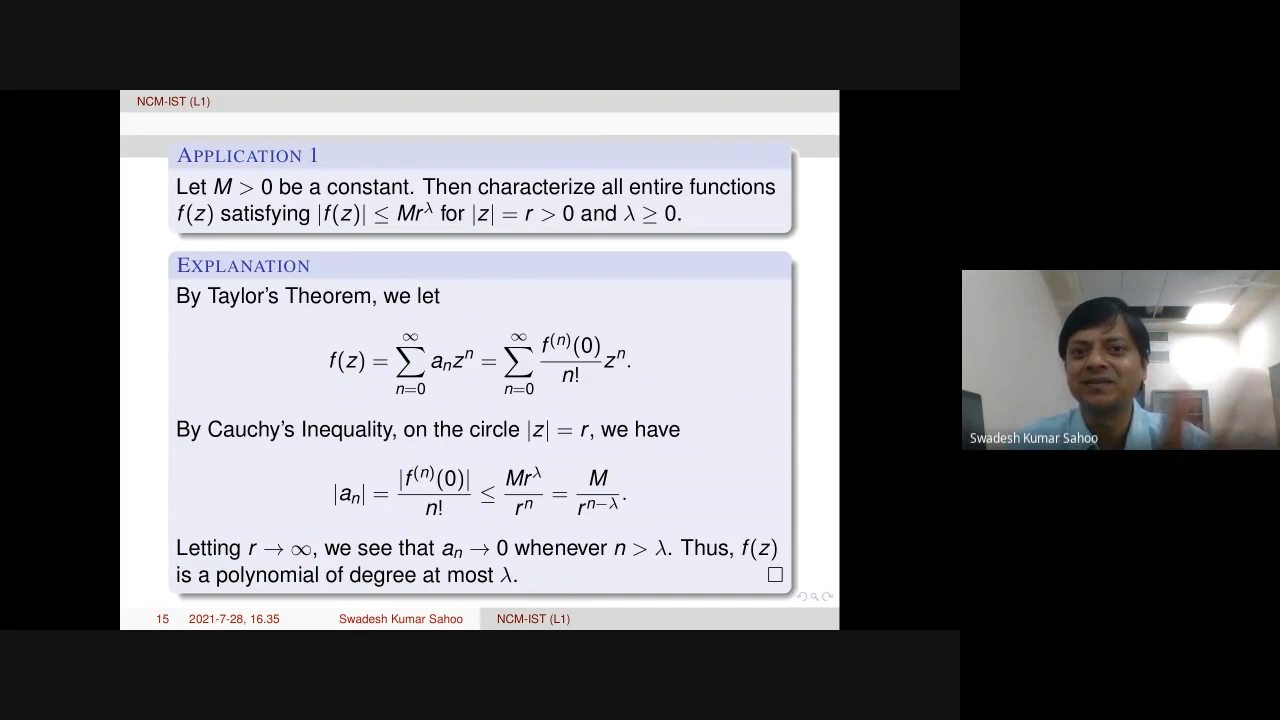 NCM-IST (L1)
APPLICATION 1
Let M > 0 be a constant. Then characterize all entire functions
f(z) satisfying |f(z)| ≤ Mr^λ for |z| = r > 0 and λ ≥ 0.
EXPLANATION
By Taylor's Theorem, we let
f(z) = ∑_{n=0}^{∞} a_n z^n = ∑_{n=0}^{∞} f^{(n)}(0)/n! z^n.
By Cauchy's Inequality, on the circle |z| = r, we have
|a_n| = |f^{(n)}(0)|/n! ≤ Mr^λ/r^n = M/r^{n−λ}.
Letting r → ∞, we see that a_n → 0 whenever n > λ. Thus, f(z)
is a polynomial of degree at most λ. □
15 2021-7-28, 16.35 Swadesh Kumar Sahoo NCM-IST (L1)
Swadesh Kumar Sahoo